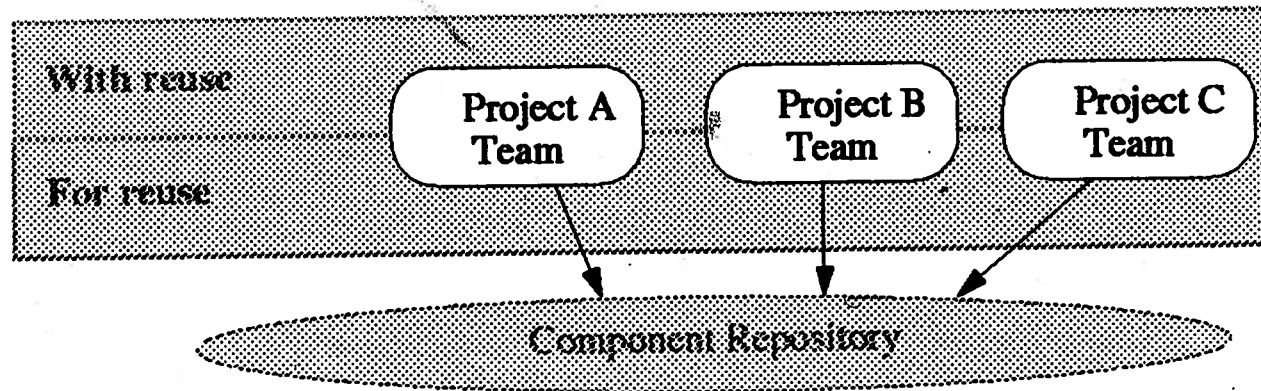 With reuse
Project A
Team
Project B
Team
Project C
Team
For reuse
Component Repository